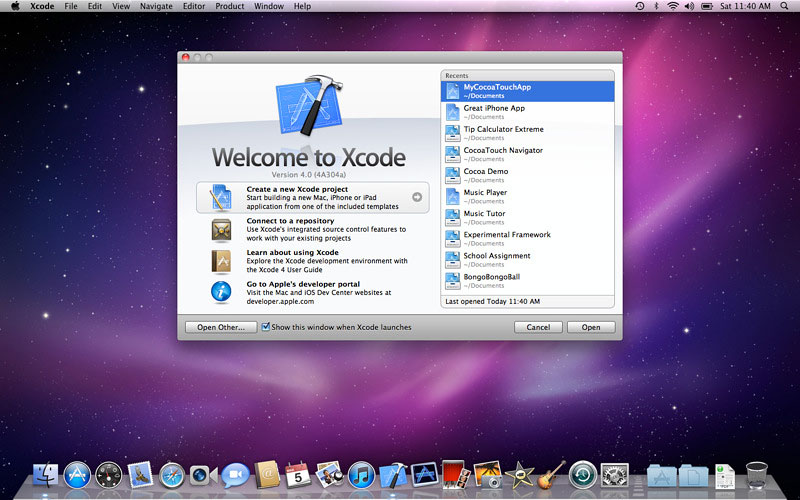 Xcode File Edit View Navigate Editor Product Window Help
Sat 11:40 AM
Welcome to Xcode
Version 4.0 (4A304a)
Create a new Xcode project
Start building a new Mac, iPhone or iPad
application from one of the included templates
Connect to a repository
Use Xcode's integrated source control features to
work with your existing projects
Learn about using Xcode
Explore the Xcode development environment with
the Xcode 4 User Guide
Go to Apple's developer portal
Visit the Mac and iOS Dev Center websites at
developer.apple.com
Recents
MyCocoaTouchApp
~/Documents
Great iPhone App
~/Documents
Tip Calculator Extreme
~/Documents
CocoaTouch Navigator
~/Documents
Cocoa Demo
~/Documents
Music Player
~/Documents
Music Tutor
~/Documents
Experimental Framework
~/Documents
School Assignment
~/Documents
BongoBongoBall
~/Documents
Last opened Today 11:40 AM
Open Other...
Show this window when Xcode launches
Cancel
Open
5